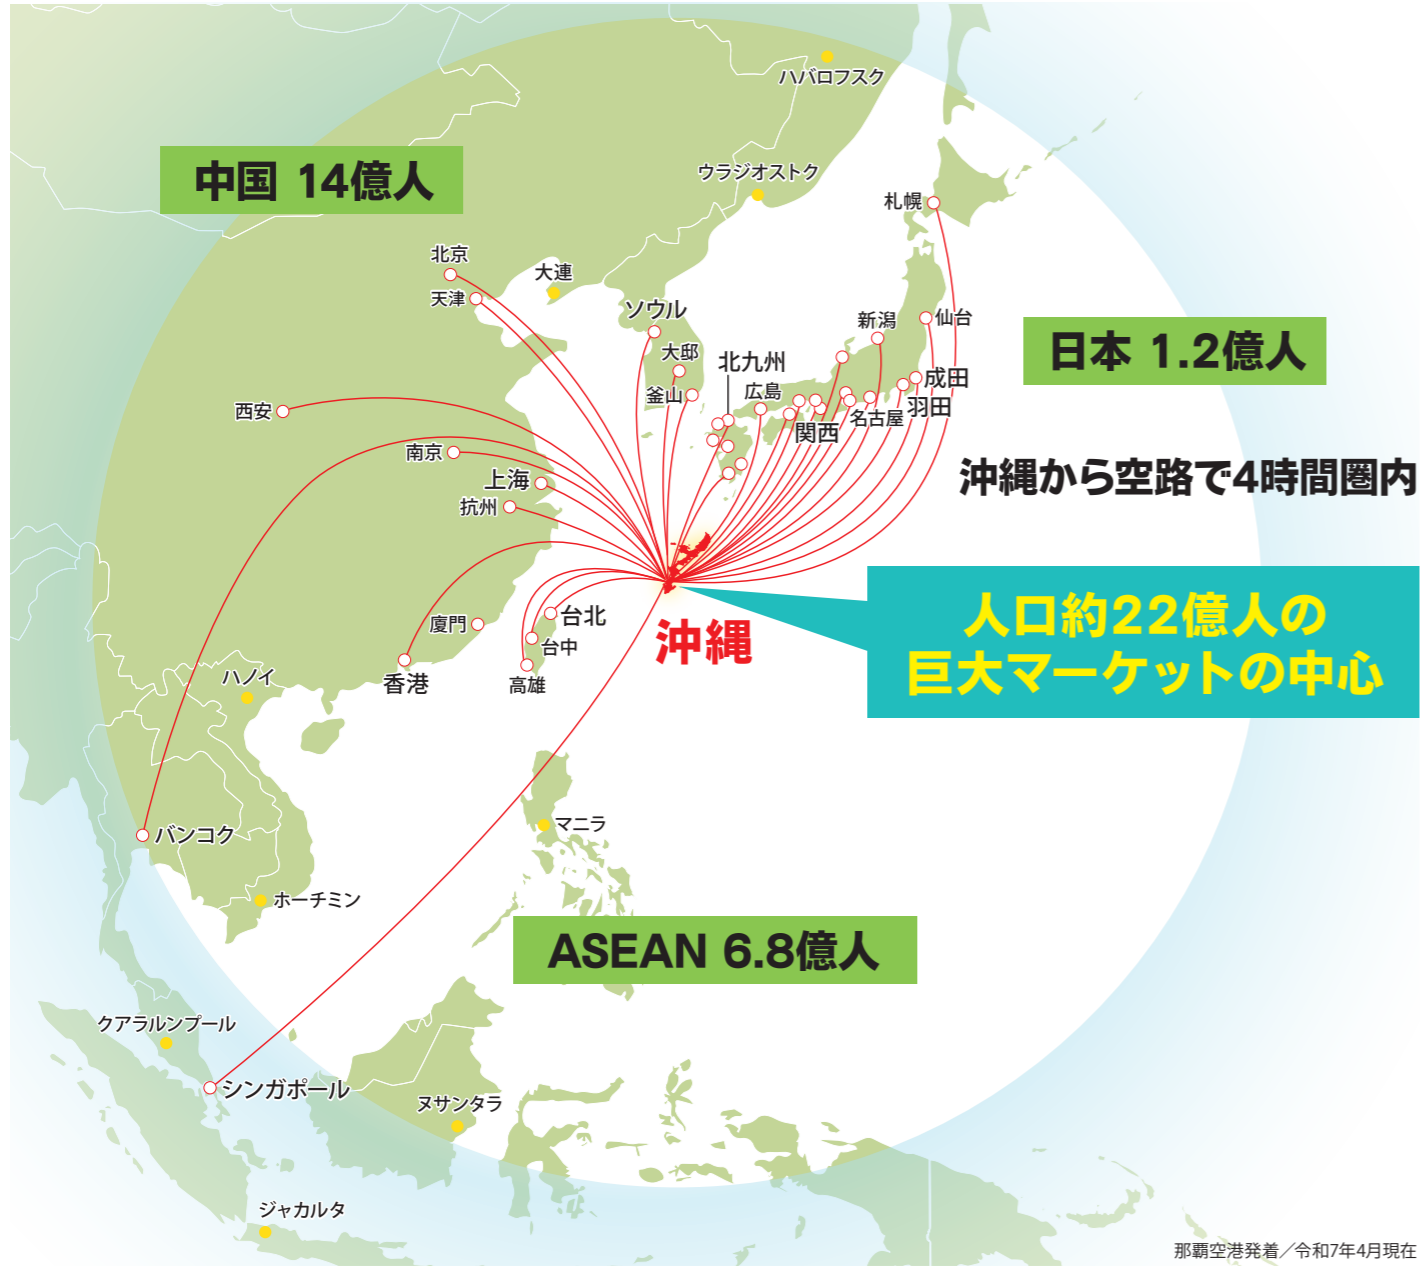 ハバロフスク
中国 14億人
ウラジオストク
札幌
北京
大連
天津
ソウル
新潟
仙台
日本 1.2億人
大邱
北九州
釜山
広島
成田
羽田
西安
名古屋
関西
南京
沖縄から空路で4時間圏内
上海
杭州
人口約22億人の
巨大マーケットの中心
台北
廈門
沖縄
台中
ハノイ
香港
高雄
マニラ
バンコク
ホーチミン
ASEAN 6.8億人
クアラルンプール
シンガポール
ヌサンタラ
ジャカルタ
那覇空港発着／令和7年4月現在